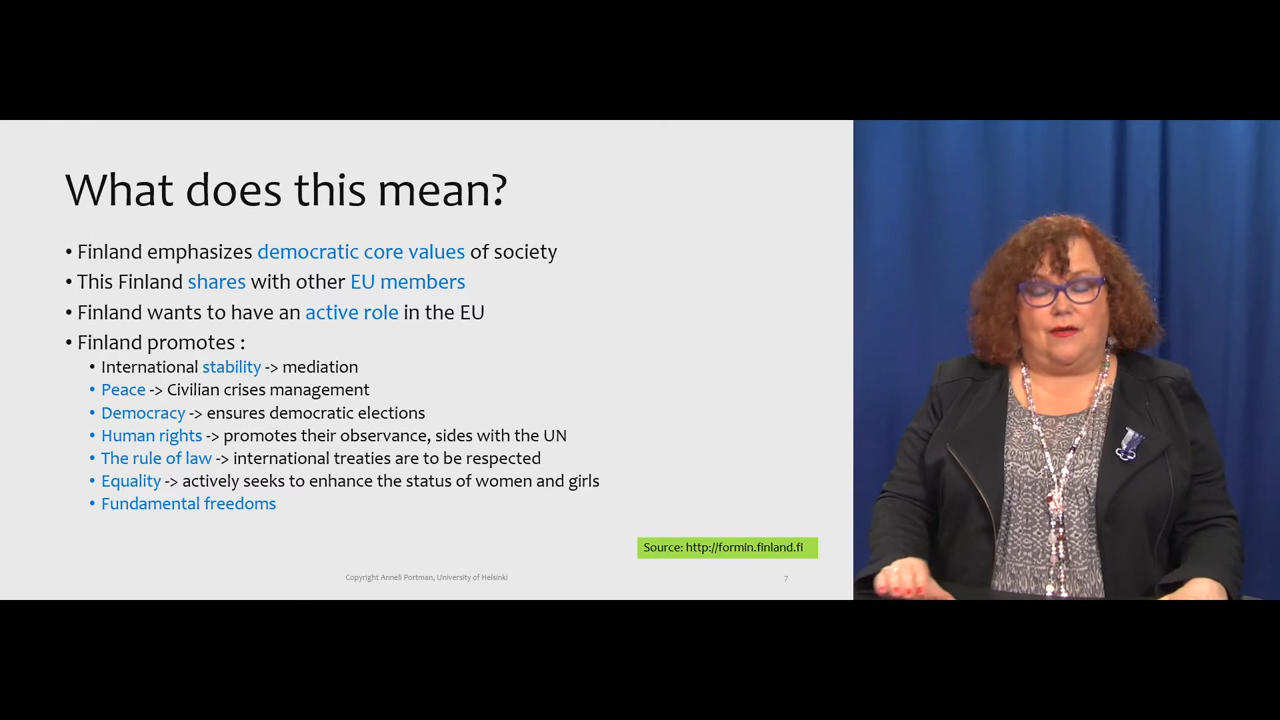 What does this mean?
• Finland emphasizes democratic core values of society
• This Finland shares with other EU members
• Finland wants to have an active role in the EU
• Finland promotes :
• International stability -> mediation
• Peace -> Civilian crises management
• Democracy -> ensures democratic elections
• Human rights -> promotes their observance, sides with the UN
• The rule of law -> international treaties are to be respected
• Equality -> actively seeks to enhance the status of women and girls
• Fundamental freedoms
Source: http://formin.finland.fi
Copyright Anneli Portman, University of Helsinki
7